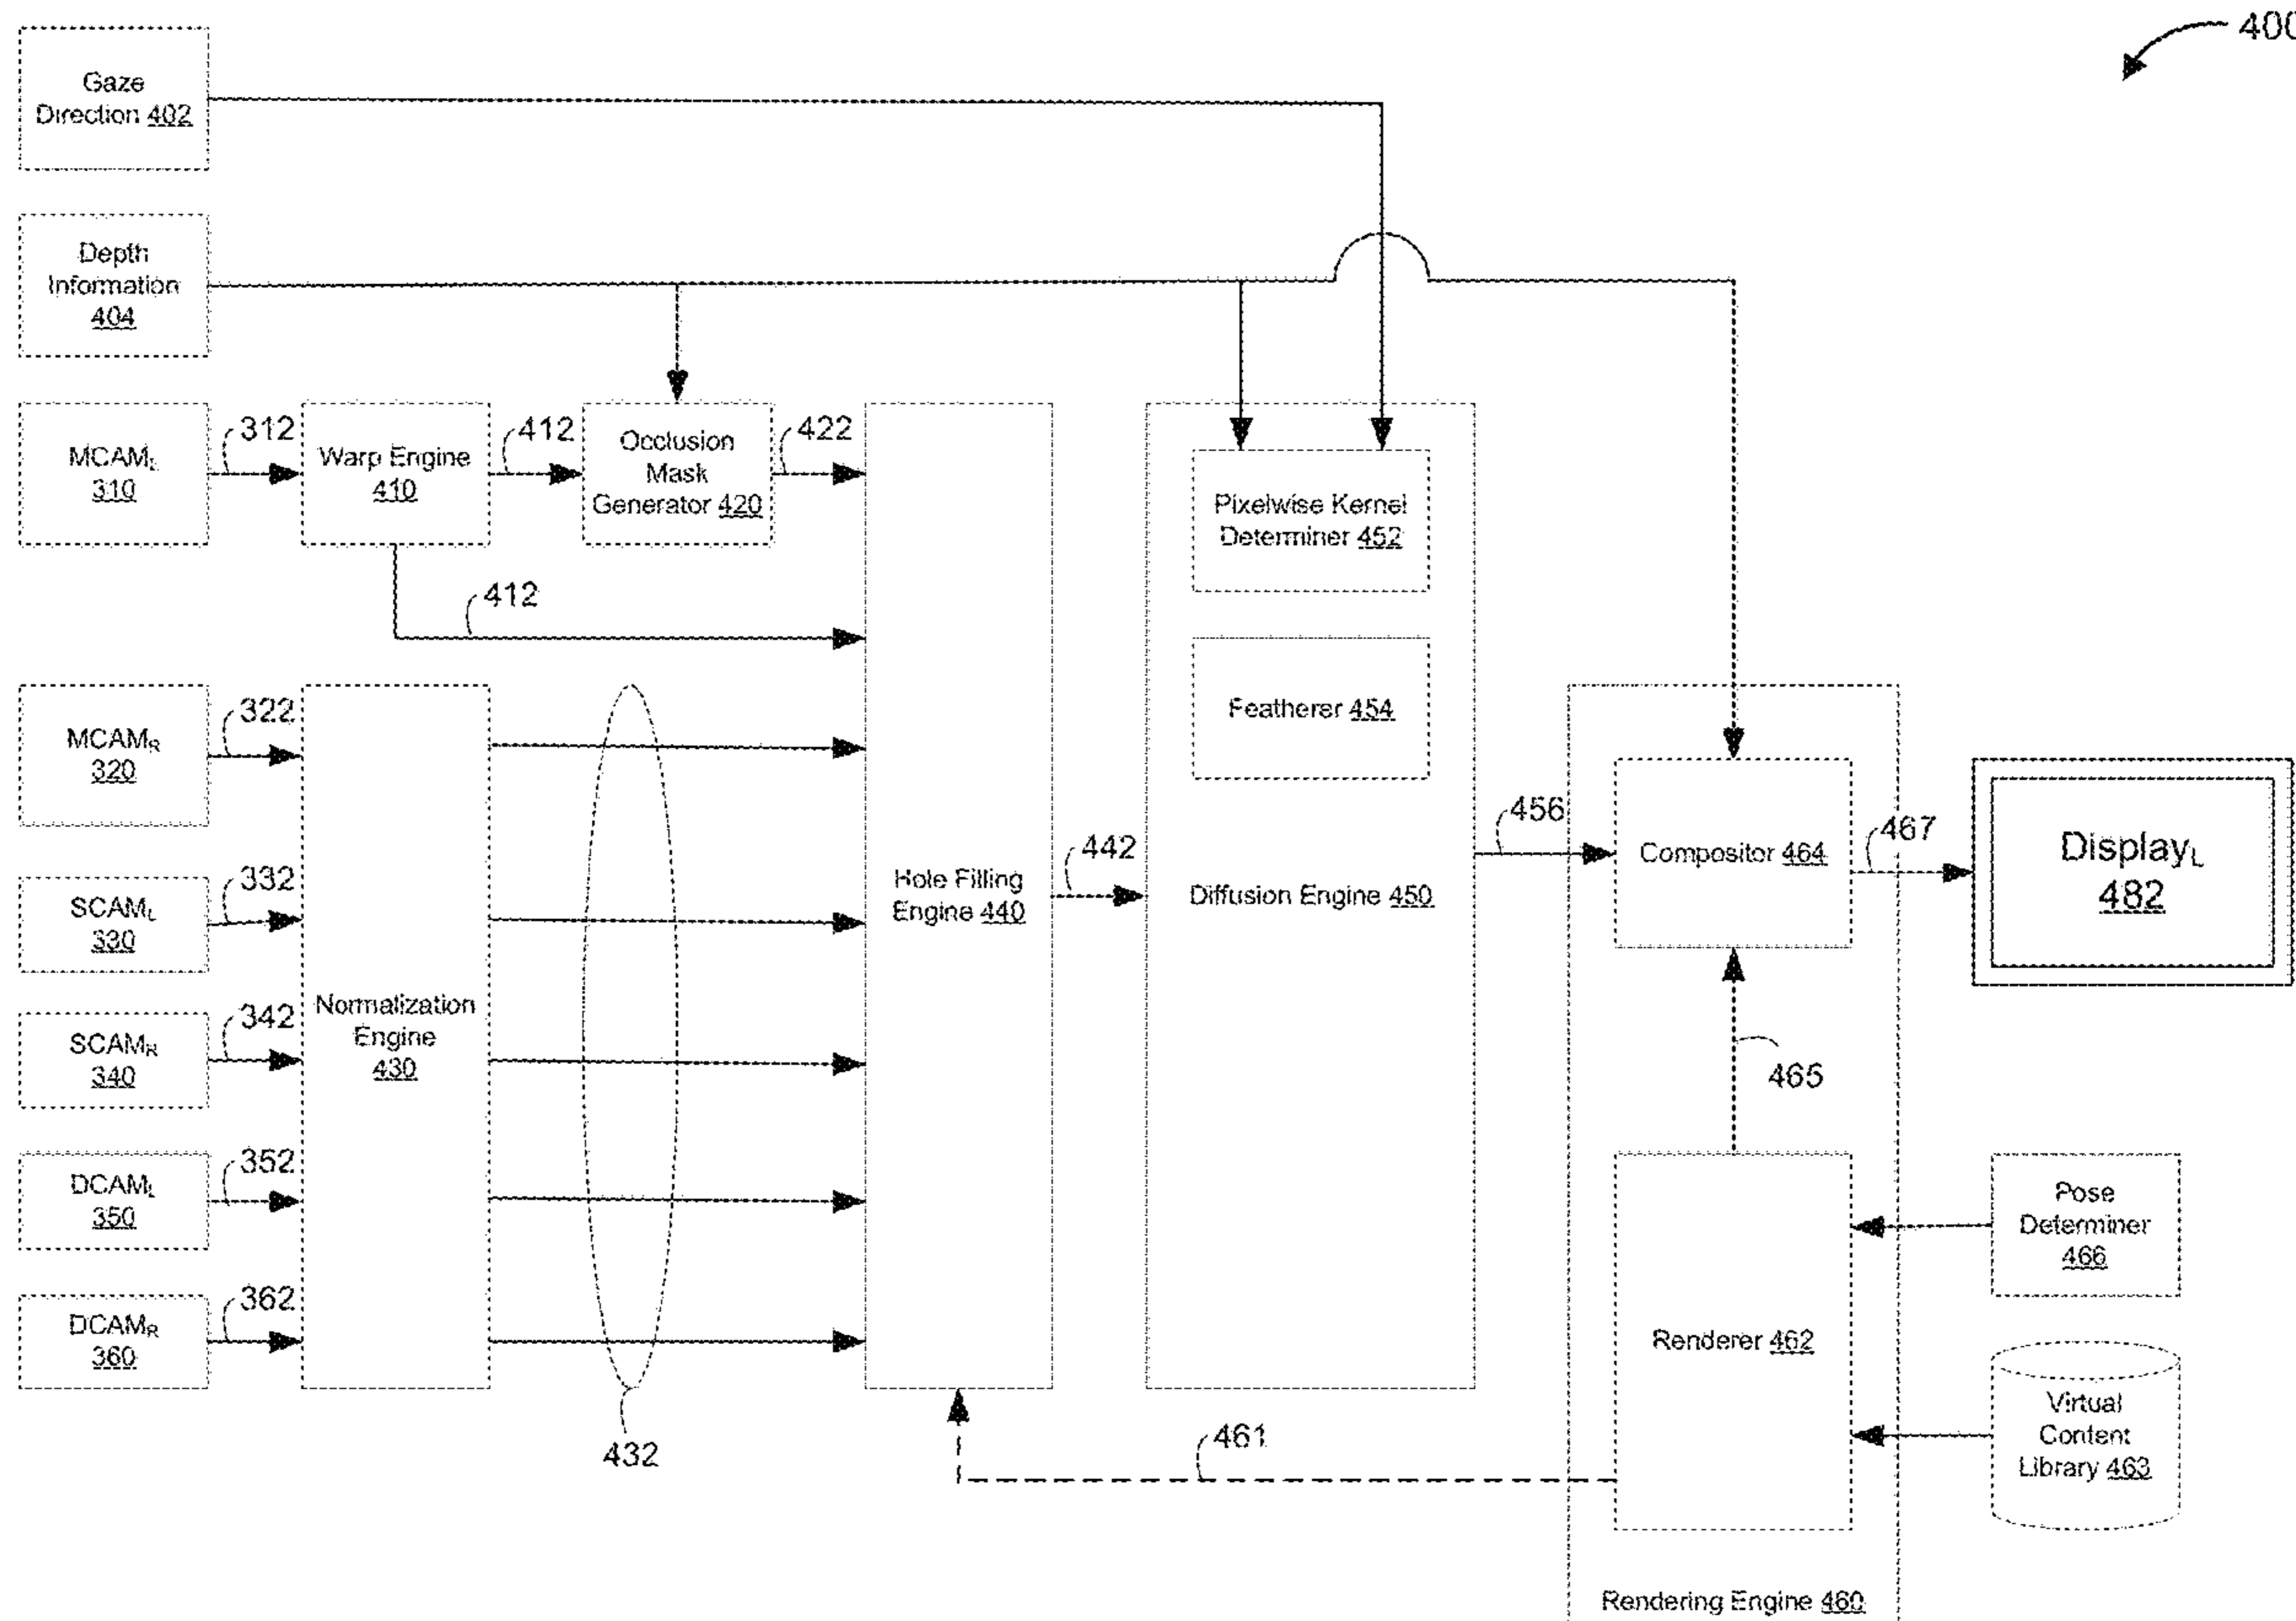 400
Gaze
Direction 402
Depth
Information
404
MCAML
310
312
Warp Engine
410
412
Occlusion
Mask
Generator 420
422
412
Pixelwise Kernel
Determiner 452
Featherer 454
MCAMR
320
322
SCAML
330
332
SCAMR
340
342
DCAML
350
352
DCAMR
360
362
Normalization
Engine
430
432
Hole Filling
Engine 440
442
Diffusion Engine 450
456
Compositor 464
467
DisplayL
482
465
Renderer 462
461
Pose
Determiner
466
Virtual
Content
Library 463
Rendering Engine 460